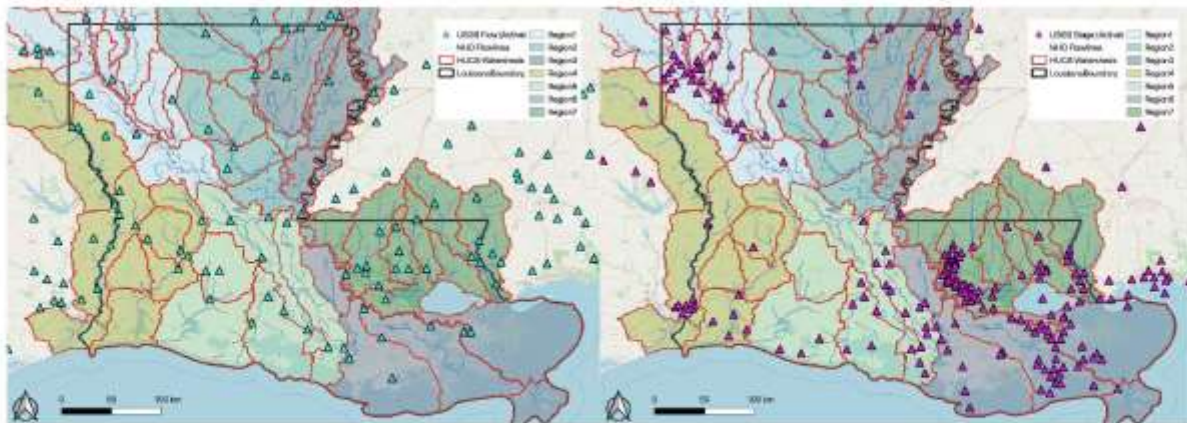 USGS Flow (Active)
NHD Flowlines
HUC8 Watersheds
Louisiana Boundary
Region1
Region2
Region3
Region4
Region5
Region6
Region7
0 50 100 km
USGS Stage (Active)
NHD Flowlines
HUC8 Watersheds
Louisiana Boundary
Region1
Region2
Region3
Region4
Region5
Region6
Region7
0 50 100 km